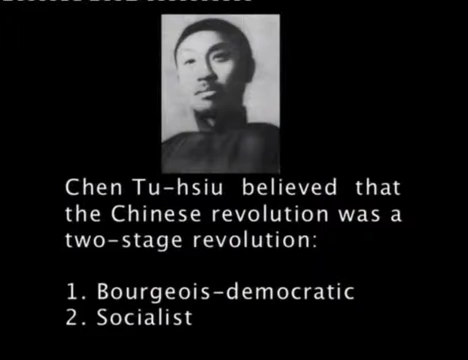 Chen Tu-hsiu believed that
the Chinese revolution was a
two-stage revolution:
1. Bourgeois-democratic
2. Socialist